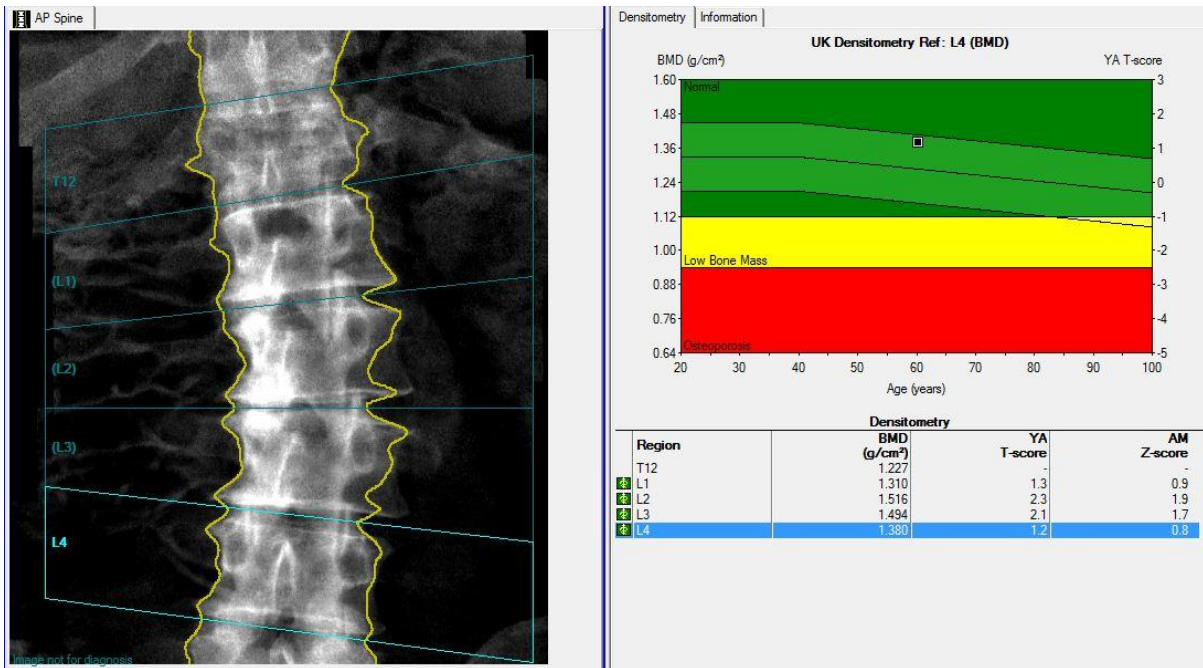 AP Spine
T12
(L1)
(L2)
(L3)
L4
Image not for diagnosis
Densitometry Information
UK Densitometry Ref: L4 (BMD)
BMD (g/cm²) YA T-score
1.60 3
1.48 2
1.36 1
1.24 0
1.12 -1
1.00 -2
0.88 -3
0.76 -4
0.64 -5
Normal
Low Bone Mass
Osteoporosis
20 30 40 50 60 70 80 90 100
Age (years)
Densitometry
Region BMD (g/cm²) YA T-score AM Z-score
T12 1.227 - -
L1 1.310 1.3 0.9
L2 1.516 2.3 1.9
L3 1.494 2.1 1.7
L4 1.380 1.2 0.8